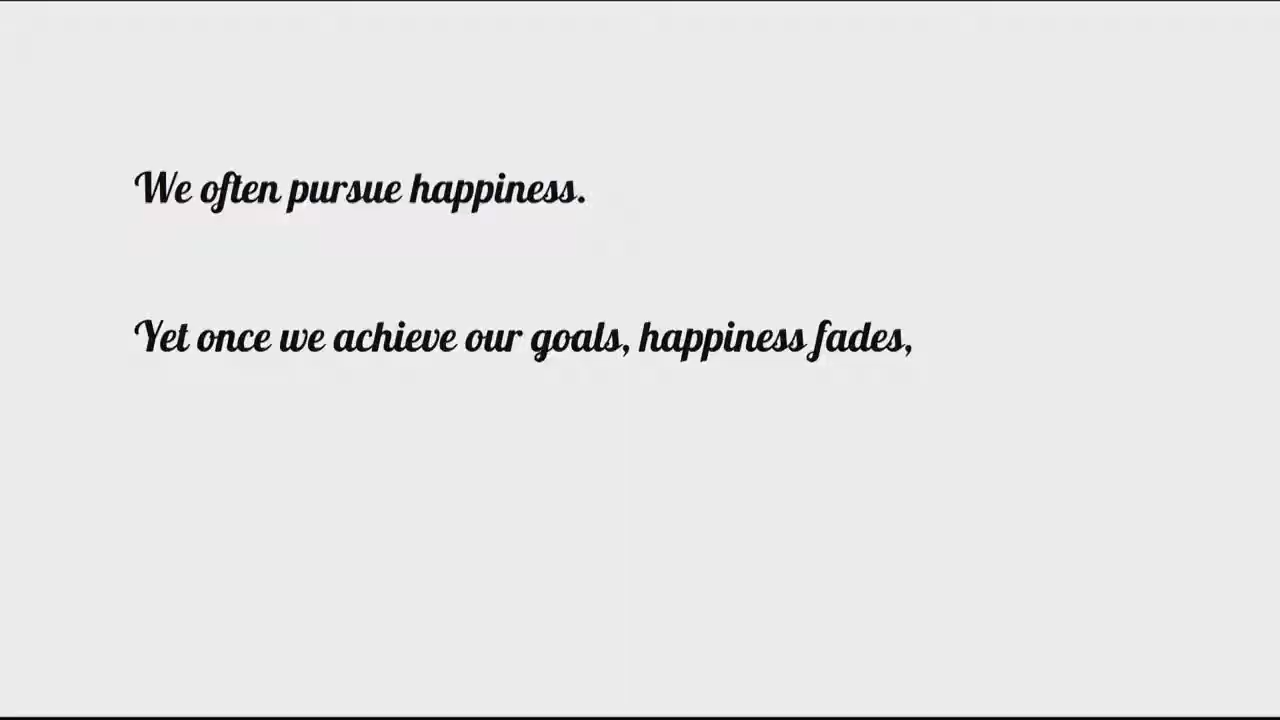 We often pursue happiness.
Yet once we achieve our goals, happiness fades,